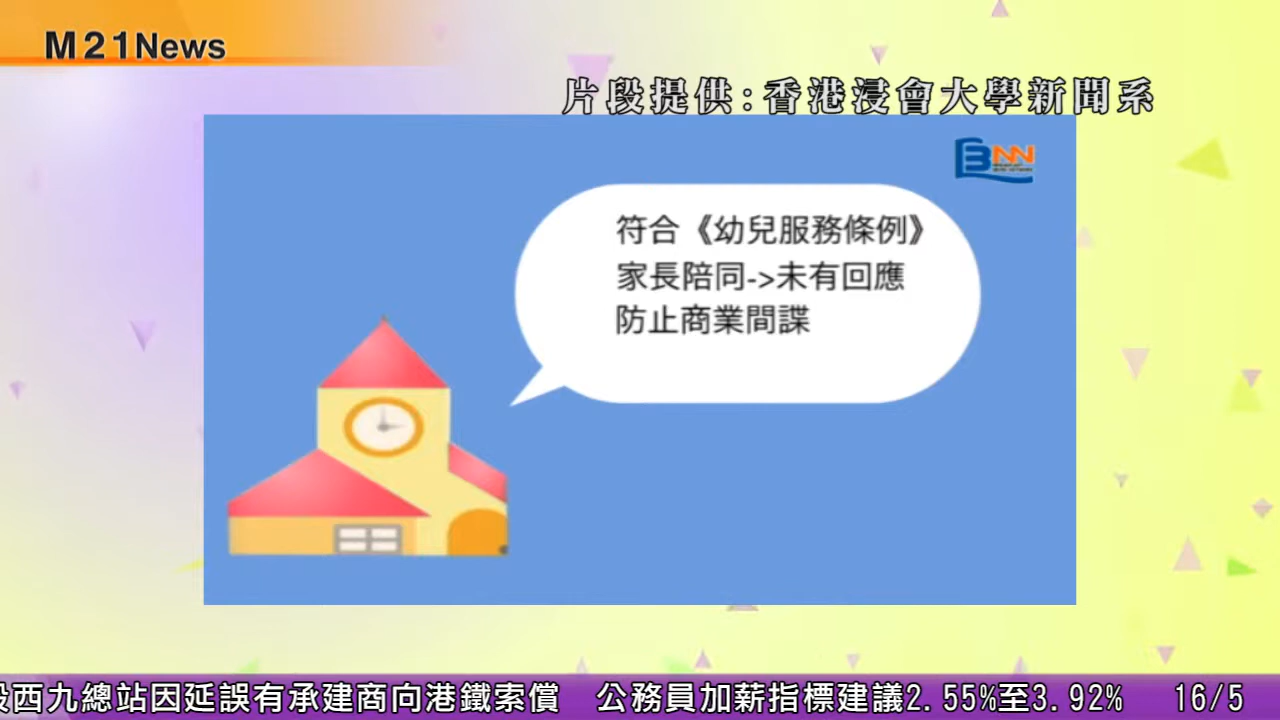 M21News
片段提供:香港浸會大學新聞系
BNN
符合《幼兒服務條例》
家長陪同->未有回應
防止商業間諜
西九總站因延誤有承建商向港鐵索償 公務員加薪指標建議2.55%至3.92% 16/5